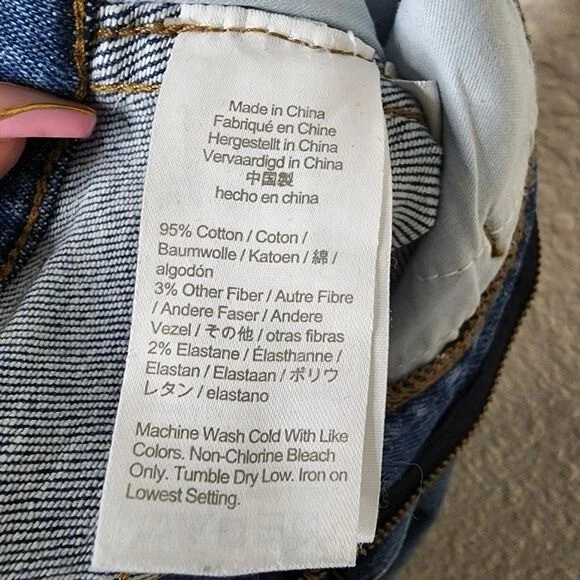 Made in China
Fabriqué en Chine
Hergestellt in China
Vervaardigd in China
中国製
hecho en china
95% Cotton / Coton /
Baumwolle / Katoen / 綿 /
algodón
3% Other Fiber / Autre Fibre
/ Andere Faser / Andere
Vezel / その他 / otras fibras
2% Elastane / Élasthanne /
Elastan / Elastaan / ポリウ
レタン / elastano
Machine Wash Cold With Like
Colors. Non-Chlorine Bleach
Only. Tumble Dry Low. Iron on
Lowest Setting.